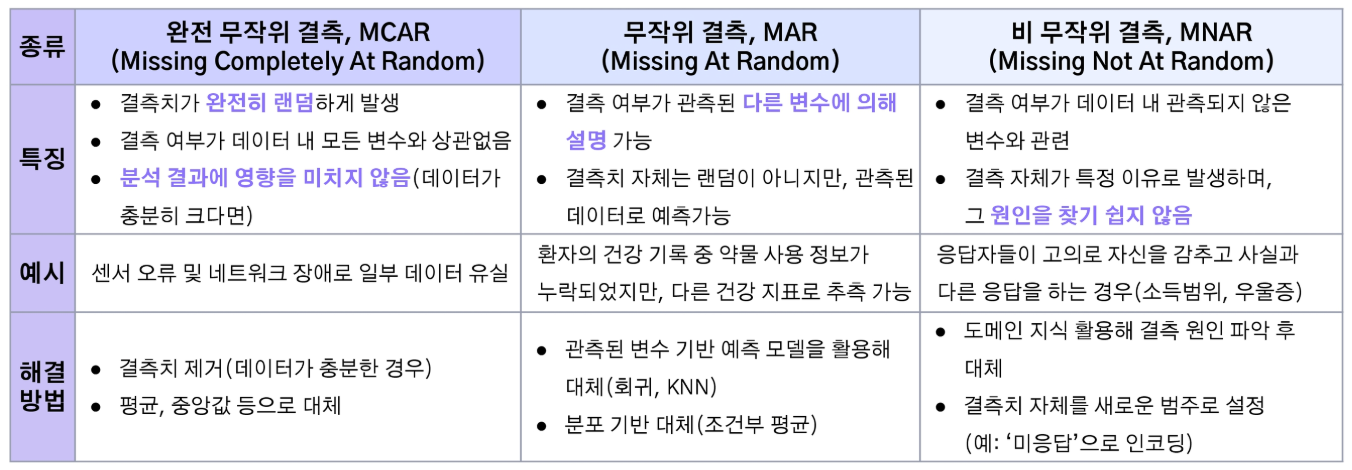 종류
완전 무작위 결측, MCAR
(Missing Completely At Random)
무작위 결측, MAR
(Missing At Random)
비 무작위 결측, MNAR
(Missing Not At Random)
특징
● 결측치가 완전히 랜덤하게 발생
● 결측 여부가 데이터 내 모든 변수와 상관없음
● 분석 결과에 영향을 미치지 않음(데이터가
충분히 크다면)
● 결측 여부가 관측된 다른 변수에 의해
설명 가능
● 결측치 자체는 랜덤이 아니지만, 관측된
데이터로 예측가능
● 결측 여부가 데이터 내 관측되지 않은
변수와 관련
● 결측 자체가 특정 이유로 발생하며,
그 원인을 찾기 쉽지 않음
예시
센서 오류 및 네트워크 장애로 일부 데이터 유실
환자의 건강 기록 중 약물 사용 정보가
누락되었지만, 다른 건강 지표로 추측 가능
응답자들이 고의로 자신을 감추고 사실과
다른 응답을 하는 경우(소득범위, 우울증)
해결
방법
● 결측치 제거(데이터가 충분한 경우)
● 평균, 중앙값 등으로 대체
● 관측된 변수 기반 예측 모델을 활용해
대체(회귀, KNN)
● 분포 기반 대체(조건부 평균)
● 도메인 지식 활용해 결측 원인 파악 후
대체
● 결측치 자체를 새로운 범주로 설정
(예: ‘미응답’으로 인코딩)